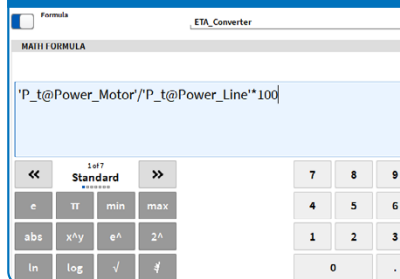 Formula
ETA_Converter
MATH FORMULA
'P_t@Power_Motor'/'P_t@Power_Line'*100
1 of 7
« Standard »
7 8 9
e π min max
4 5 6
abs x^y e^ 2^
1 2 3
ln log √ ∛
0 .